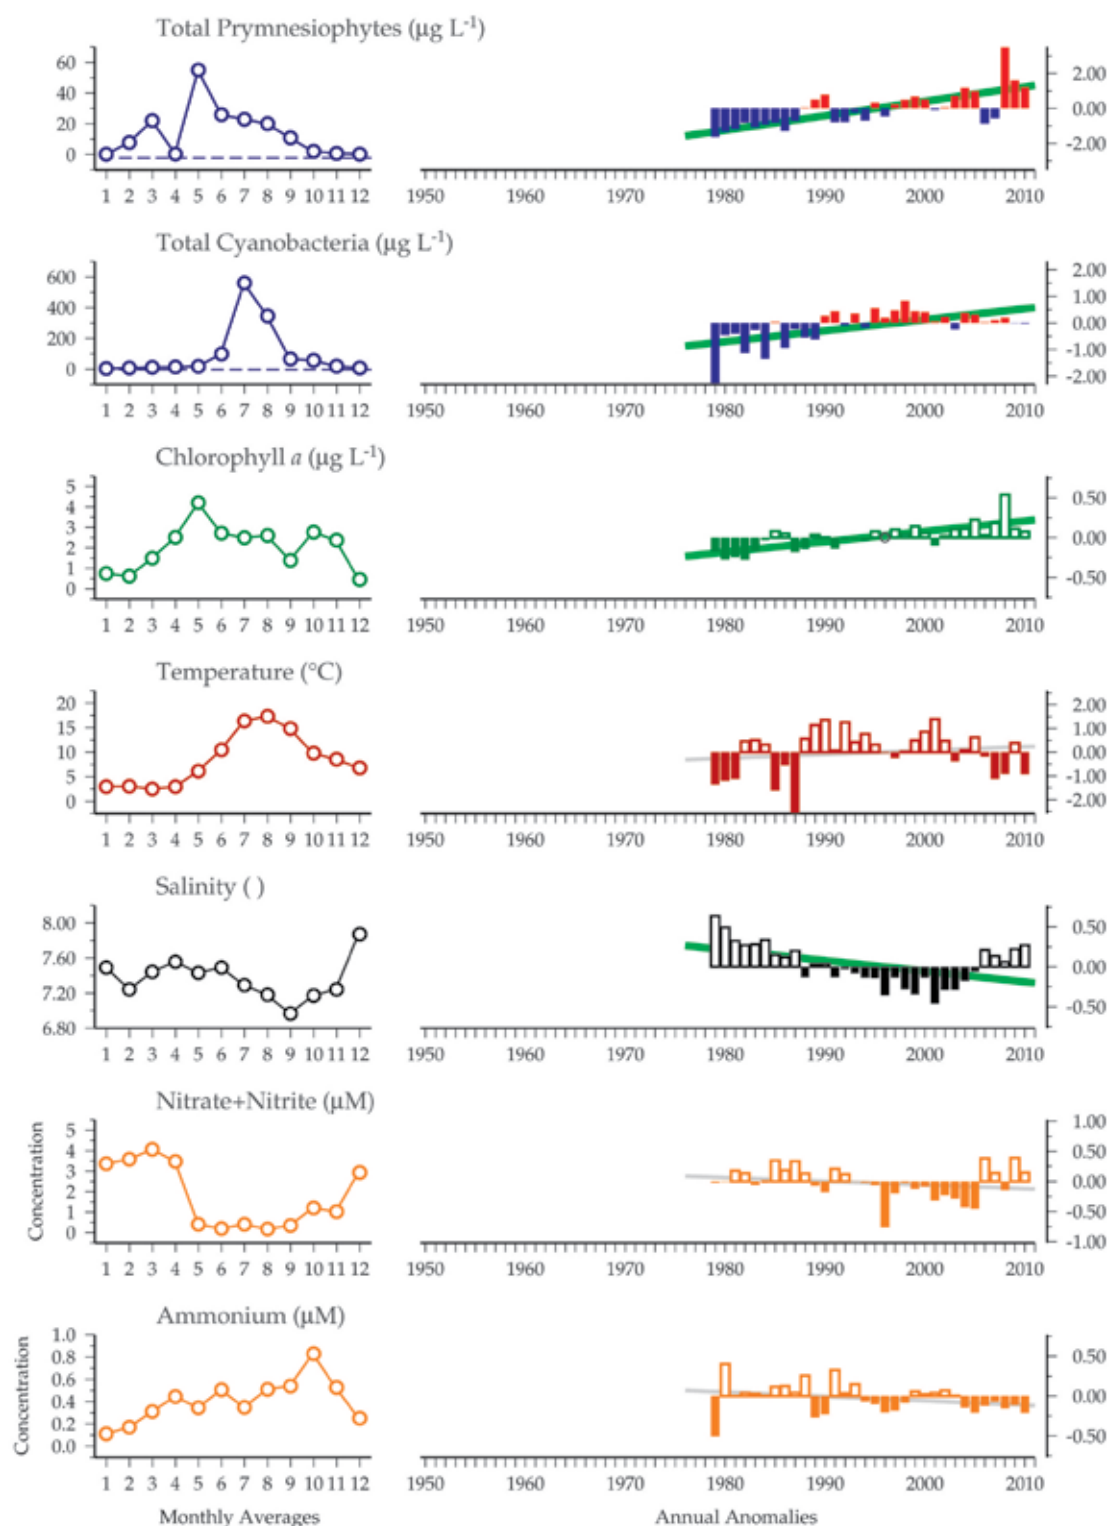 Total Prymnesiophytes (µg L-1)
60
40
20
0
2.00
0.00
-2.00
1 2 3 4 5 6 7 8 9 10 11 12
1950 1960 1970 1980 1990 2000 2010
Total Cyanobacteria (µg L-1)
600
400
200
0
2.00
1.00
0.00
-1.00
-2.00
1 2 3 4 5 6 7 8 9 10 11 12
1950 1960 1970 1980 1990 2000 2010
Chlorophyll a (µg L-1)
5
4
3
2
1
0
0.50
0.00
-0.50
1 2 3 4 5 6 7 8 9 10 11 12
1950 1960 1970 1980 1990 2000 2010
Temperature (°C)
20
15
10
5
0
2.00
1.00
0.00
-1.00
-2.00
1 2 3 4 5 6 7 8 9 10 11 12
1950 1960 1970 1980 1990 2000 2010
Salinity ( )
8.00
7.60
7.20
6.80
0.50
0.00
-0.50
1 2 3 4 5 6 7 8 9 10 11 12
1950 1960 1970 1980 1990 2000 2010
Nitrate+Nitrite (µM)
Concentration
5
4
3
2
1
0
1.00
0.50
0.00
-0.50
-1.00
1 2 3 4 5 6 7 8 9 10 11 12
1950 1960 1970 1980 1990 2000 2010
Ammonium (µM)
Concentration
1.0
0.8
0.6
0.4
0.2
0.0
0.50
0.00
-0.50
1 2 3 4 5 6 7 8 9 10 11 12
1950 1960 1970 1980 1990 2000 2010
Monthly Averages
Annual Anomalies